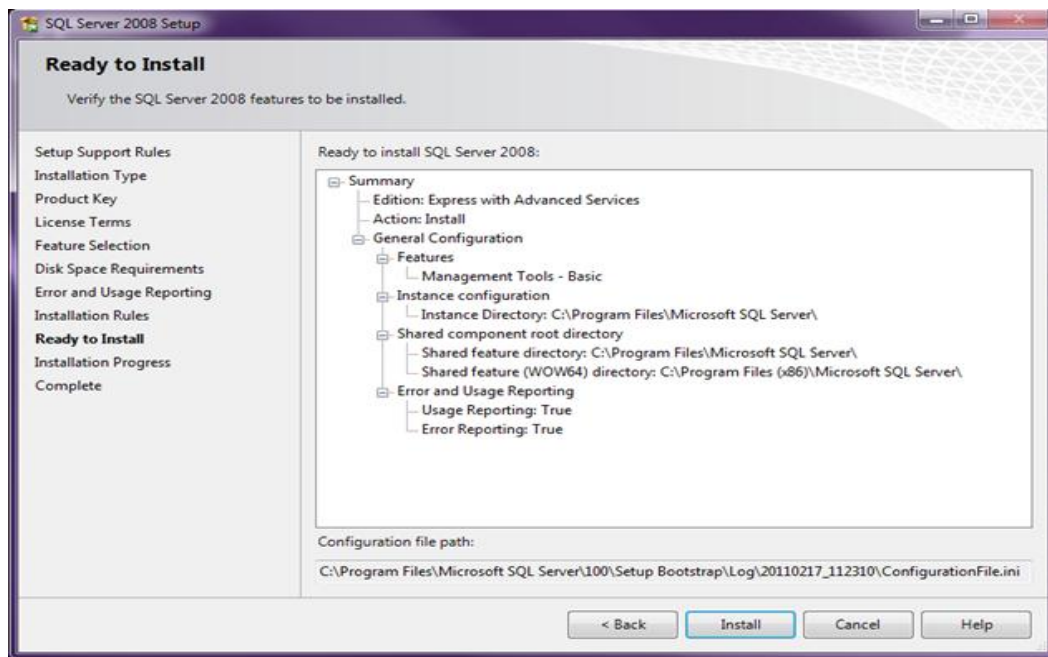 SQL Server 2008 Setup
Ready to Install
Verify the SQL Server 2008 features to be installed.
Setup Support Rules
Installation Type
Product Key
License Terms
Feature Selection
Disk Space Requirements
Error and Usage Reporting
Installation Rules
Ready to Install
Installation Progress
Complete
Ready to install SQL Server 2008:
Summary
Edition: Express with Advanced Services
Action: Install
General Configuration
Features
Management Tools - Basic
Instance configuration
Instance Directory: C:\Program Files\Microsoft SQL Server\
Shared component root directory
Shared feature directory: C:\Program Files\Microsoft SQL Server\
Shared feature (WOW64) directory: C:\Program Files (x86)\Microsoft SQL Server\
Error and Usage Reporting
Usage Reporting: True
Error Reporting: True
Configuration file path:
C:\Program Files\Microsoft SQL Server\100\Setup Bootstrap\Log\20110217_112310\ConfigurationFile.ini
< Back Install Cancel Help